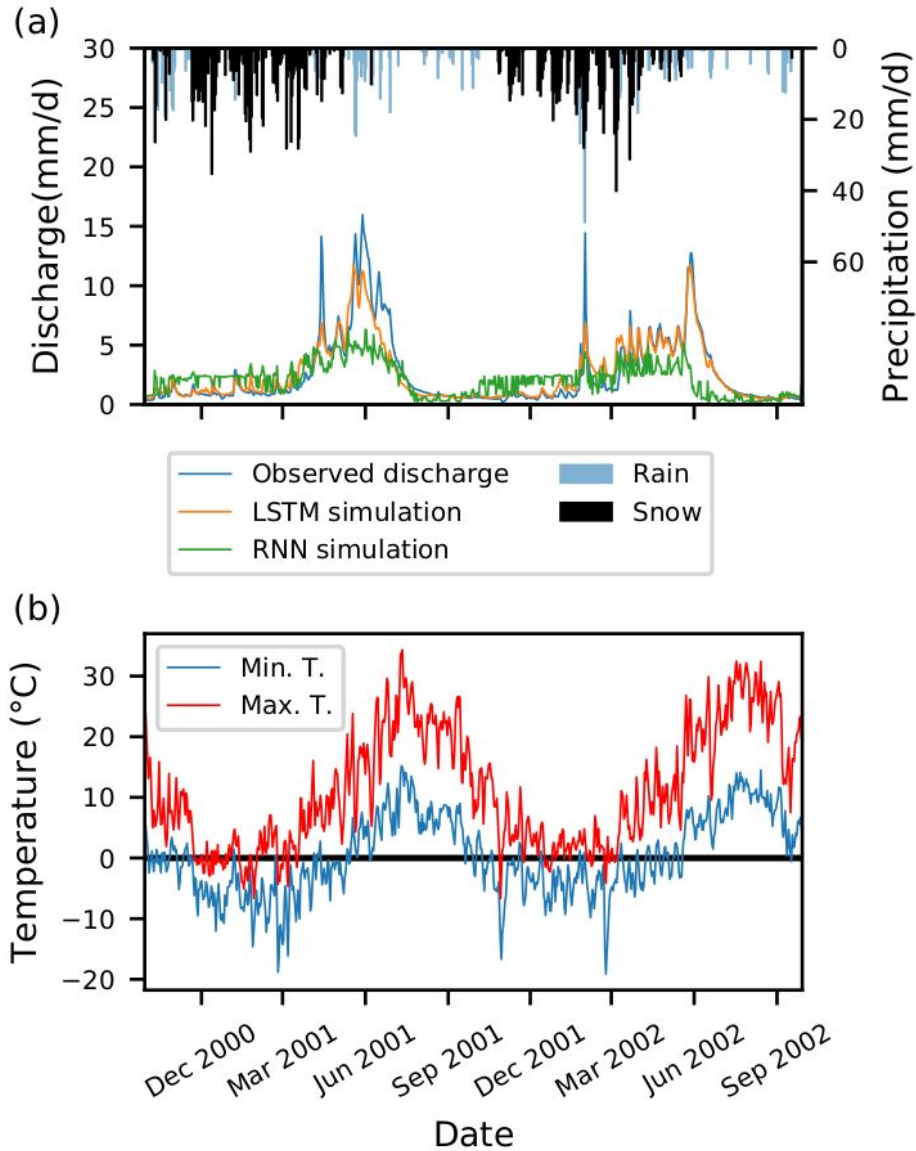 (a)
30
25
20
15
10
5
0
Discharge(mm/d)
0
20
40
60
Precipitation (mm/d)
Observed discharge
LSTM simulation
RNN simulation
Rain
Snow
(b)
Min. T.
Max. T.
30
20
10
0
−10
−20
Temperature (°C)
Dec 2000
Mar 2001
Jun 2001
Sep 2001
Dec 2001
Mar 2002
Jun 2002
Sep 2002
Date